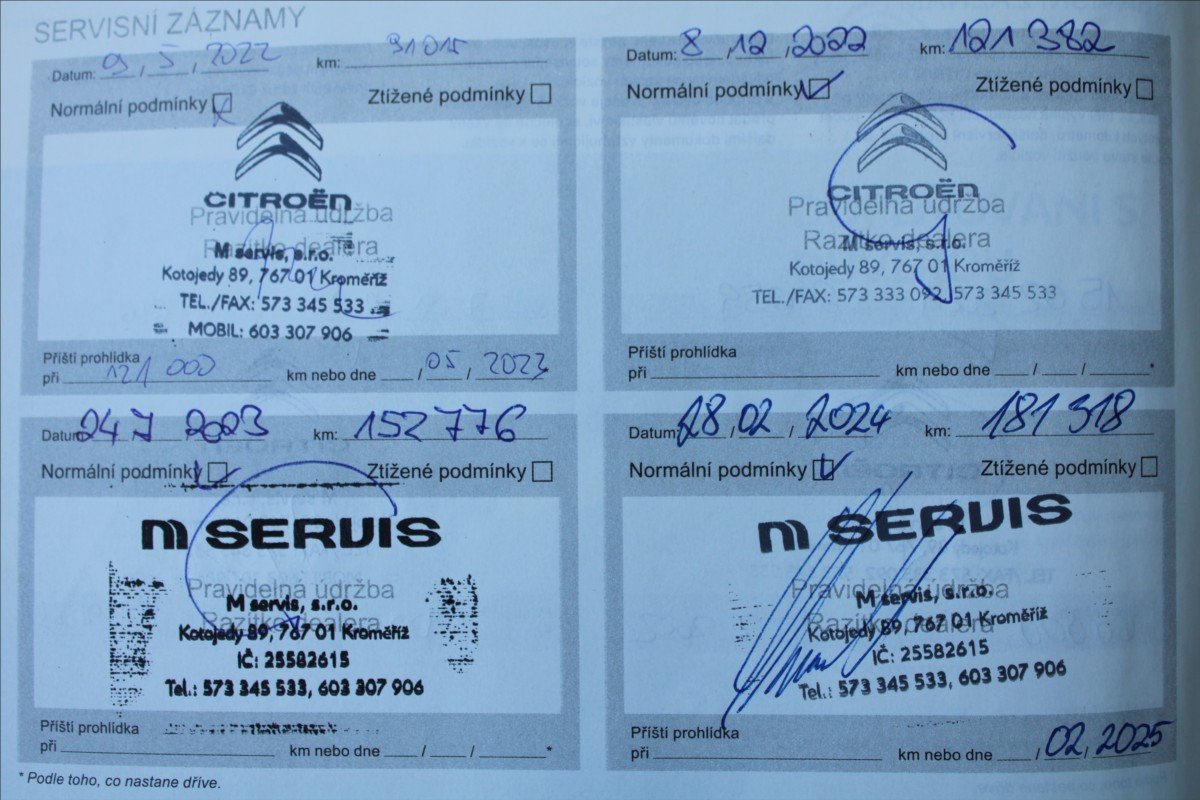 SERVISNÍ ZÁZNAMY
Datum: 09, 5, 2022 km: 91015
Normální podmínky Ztížené podmínky
CITROËN
Pravidelná údržba
Razítko dealera
M servis, s.r.o.
Kotojedy 89, 767 01 Kroměříž
TEL./FAX: 573 345 533
MOBIL: 603 307 906
Příští prohlídka
při 121 000 km nebo dne / 05 / 2023
Datum: 8, 12, 2022 km: 121 382
Normální podmínky Ztížené podmínky
CITROËN
Pravidelná údržba
Razítko dealera
M servis, s.r.o.
Kotojedy 89, 767 01 Kroměříž
TEL./FAX: 573 333 092, 573 345 533
Příští prohlídka
při km nebo dne / / *
Datum 24 7 2023 km: 152 776
Normální podmínky Ztížené podmínky
m SERVIS
Pravidelná údržba
Razítko dealera
M servis, s.r.o.
Kotojedy 89, 767 01 Kroměříž
IČ: 25582615
Tel.: 573 345 533, 603 307 906
Příští prohlídka
při km nebo dne / / *
Datum 28/02/2024 km: 181 318
Normální podmínky Ztížené podmínky
m SERVIS
Pravidelná údržba
Razítko dealera
M servis, s.r.o.
Kotojedy 89, 767 01 Kroměříž
IČ: 25582615
Tel.: 573 345 533, 603 307 906
Příští prohlídka
při km nebo dne / 02 / 2025
* Podle toho, co nastane dříve.